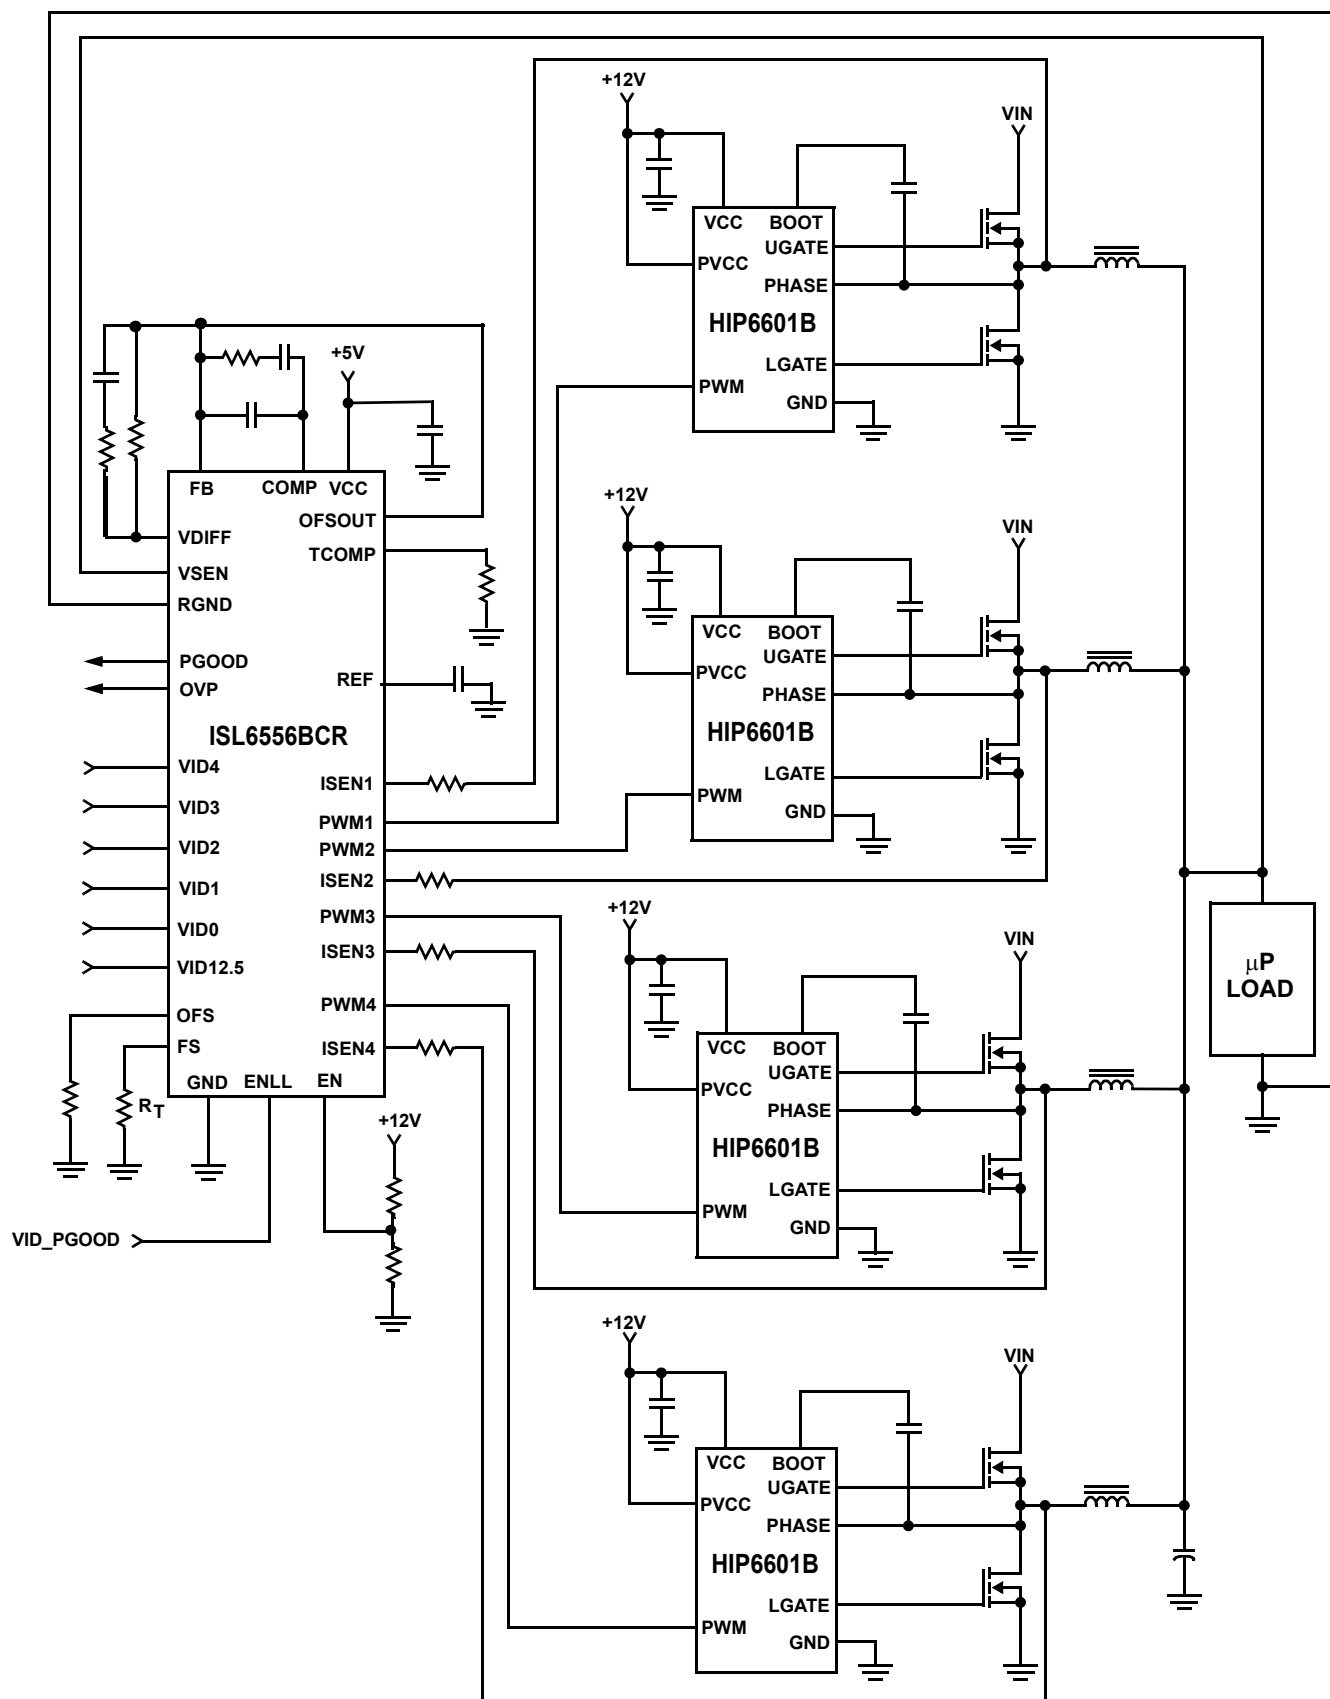 +12V
VIN
VCC
BOOT
UGATE
PVCC
PHASE
HIP6601B
LGATE
PWM
GND
+5V
FB
COMP
VCC
OFSOUT
VDIFF
TCOMP
VSEN
RGND
PGOOD
REF
OVP
ISL6556BCR
VID4
ISEN1
VID3
PWM1
VID2
PWM2
VID1
ISEN2
VID0
PWM3
VID12.5
ISEN3
OFS
PWM4
FS
ISEN4
GND
ENLL
EN
RT
+12V
VID_PGOOD
+12V
VIN
VCC
BOOT
UGATE
PVCC
PHASE
HIP6601B
LGATE
PWM
GND
+12V
VIN
VCC
BOOT
UGATE
PVCC
PHASE
HIP6601B
LGATE
PWM
GND
μP
LOAD
+12V
VIN
VCC
BOOT
UGATE
PVCC
PHASE
HIP6601B
LGATE
PWM
GND